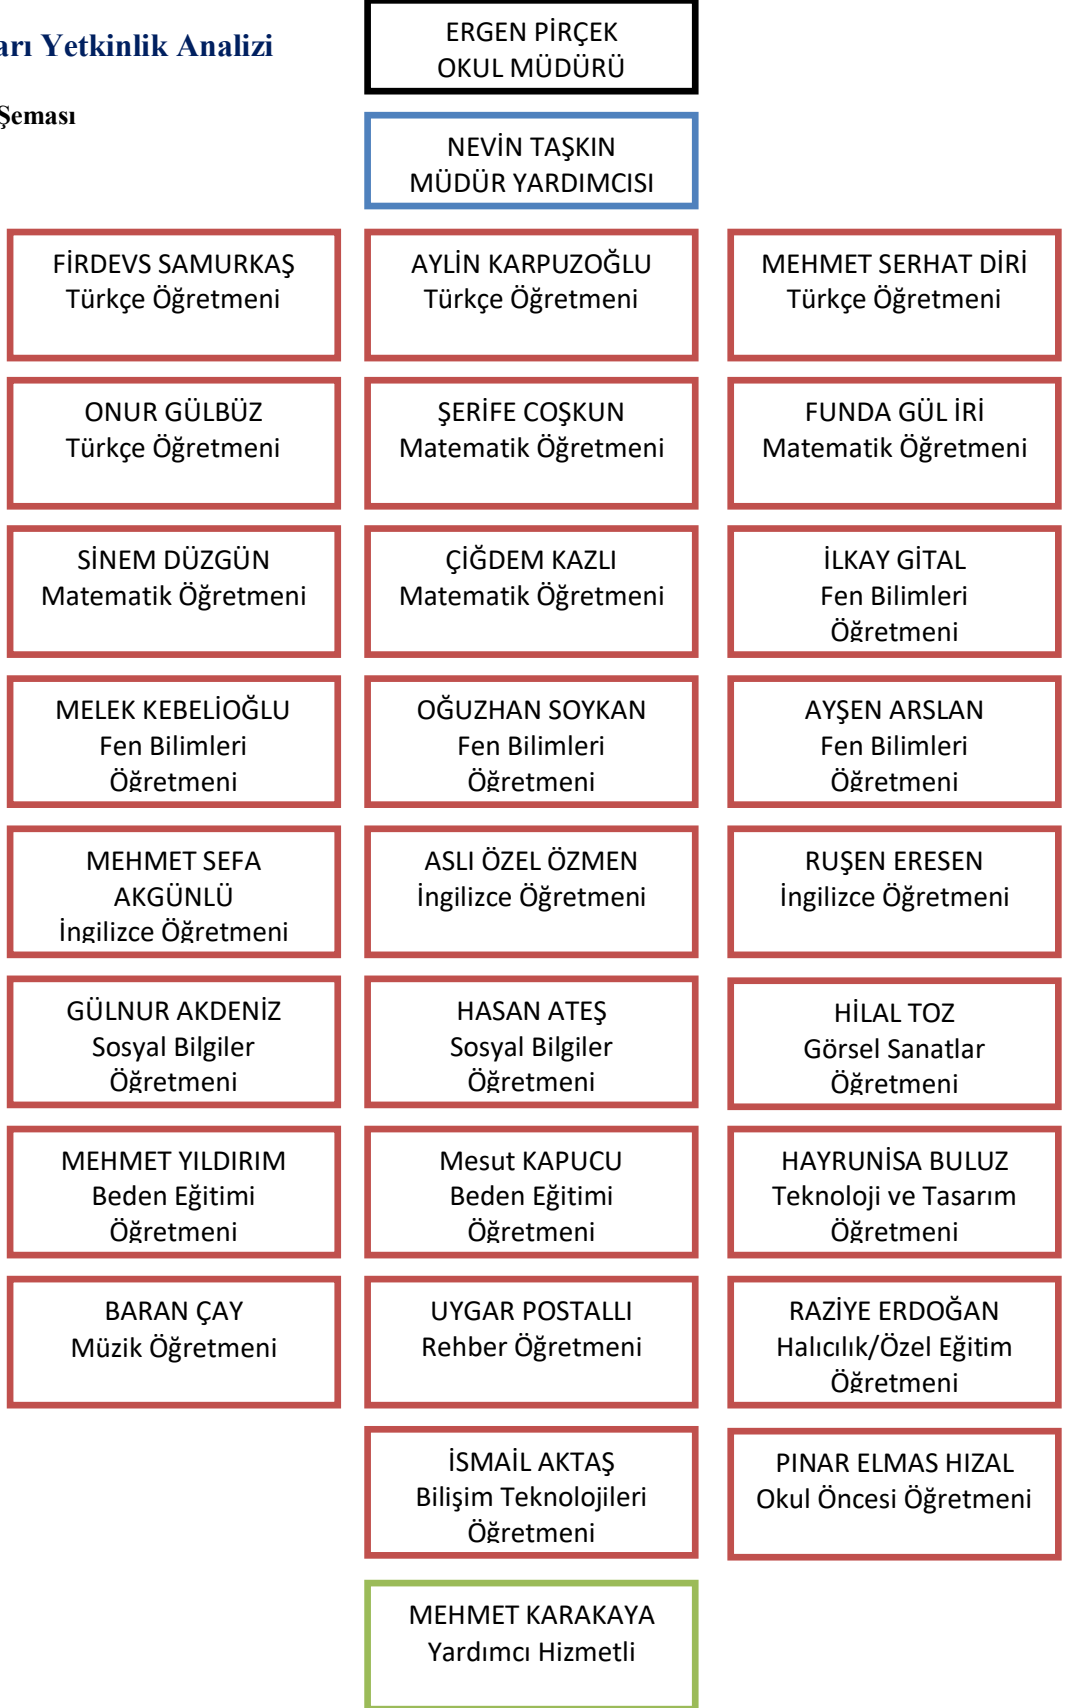 Yetkinlik Analizi
Şeması
ERGEN PİRÇEK
OKUL MÜDÜRÜ
NEVİN TAŞKIN
MÜDÜR YARDIMCISI
FİRDEVS SAMURKAŞ
Türkçe Öğretmeni
AYLİN KARPUZOĞLU
Türkçe Öğretmeni
MEHMET SERHAT DİRİ
Türkçe Öğretmeni
ONUR GÜLBÜZ
Türkçe Öğretmeni
ŞERİFE COŞKUN
Matematik Öğretmeni
FUNDA GÜL İRİ
Matematik Öğretmeni
SİNEM DÜZGÜN
Matematik Öğretmeni
ÇİĞDEM KAZLI
Matematik Öğretmeni
İLKAY GİTAL
Fen Bilimleri
Öğretmeni
MELEK KEBELİOĞLU
Fen Bilimleri
Öğretmeni
OĞUZHAN SOYKAN
Fen Bilimleri
Öğretmeni
AYŞEN ARSLAN
Fen Bilimleri
Öğretmeni
MEHMET SEFA
AKGÜNLÜ
İngilizce Öğretmeni
ASLI ÖZEL ÖZMEN
İngilizce Öğretmeni
RUŞEN ERESEN
İngilizce Öğretmeni
GÜLNUR AKDENİZ
Sosyal Bilgiler
Öğretmeni
HASAN ATEŞ
Sosyal Bilgiler
Öğretmeni
HİLAL TOZ
Görsel Sanatlar
Öğretmeni
MEHMET YILDIRIM
Beden Eğitimi
Öğretmeni
Mesut KAPUCU
Beden Eğitimi
Öğretmeni
HAYRUNİSA BULUZ
Teknoloji ve Tasarım
Öğretmeni
BARAN ÇAY
Müzik Öğretmeni
UYGAR POSTALLI
Rehber Öğretmeni
RAZİYE ERDOĞAN
Halıcılık/Özel Eğitim
Öğretmeni
İSMAİL AKTAŞ
Bilişim Teknolojileri
Öğretmeni
PINAR ELMAS HIZAL
Okul Öncesi Öğretmeni
MEHMET KARAKAYA
Yardımcı Hizmetli